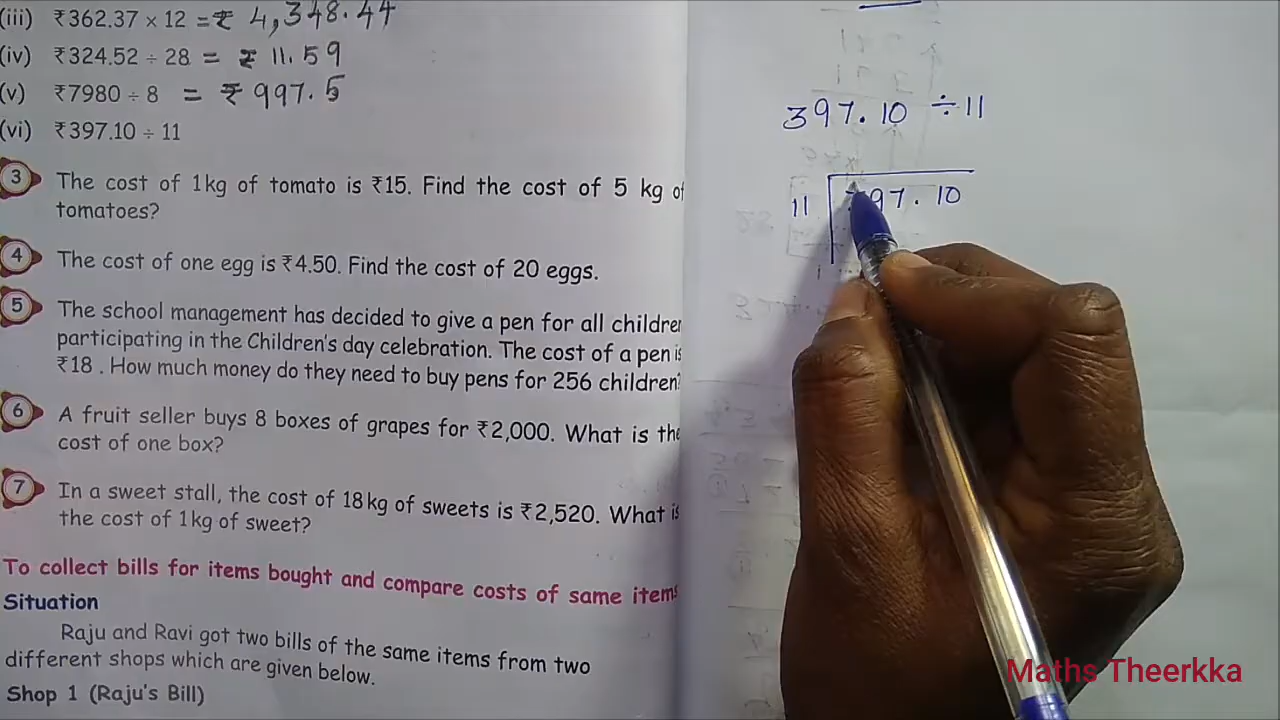 (iii) ₹362.37 × 12 = ₹ 4,348.44
(iv) ₹324.52 ÷ 28 = ₹ 11.59
(v) ₹7980 ÷ 8 = ₹ 997.5
(vi) ₹397.10 ÷ 11
3 The cost of 1kg of tomato is ₹15. Find the cost of 5 kg of
tomatoes?
4 The cost of one egg is ₹4.50. Find the cost of 20 eggs.
5 The school management has decided to give a pen for all children
participating in the Children's day celebration. The cost of a pen is
₹18 . How much money do they need to buy pens for 256 children?
6 A fruit seller buys 8 boxes of grapes for ₹2,000. What is the
cost of one box?
7 In a sweet stall, the cost of 18kg of sweets is ₹2,520. What is
the cost of 1kg of sweet?
To collect bills for items bought and compare costs of same items
Situation
Raju and Ravi got two bills of the same items from two
different shops which are given below.
Shop 1 (Raju's Bill)
397.10 ÷11
11 397.10
Maths Theerkka